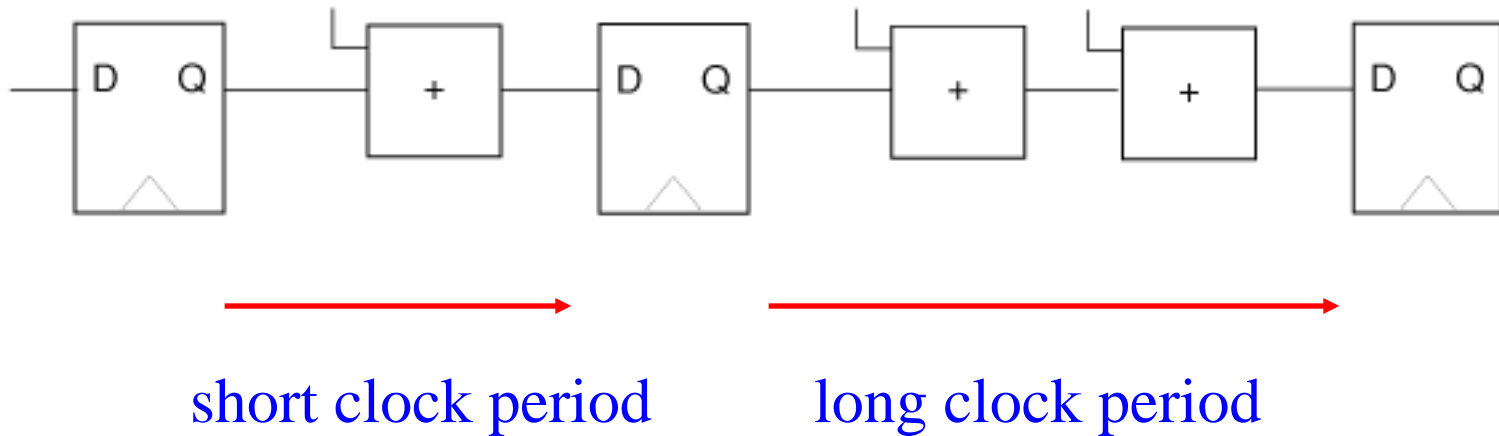 D Q + D Q + + D Q
short clock period long clock period